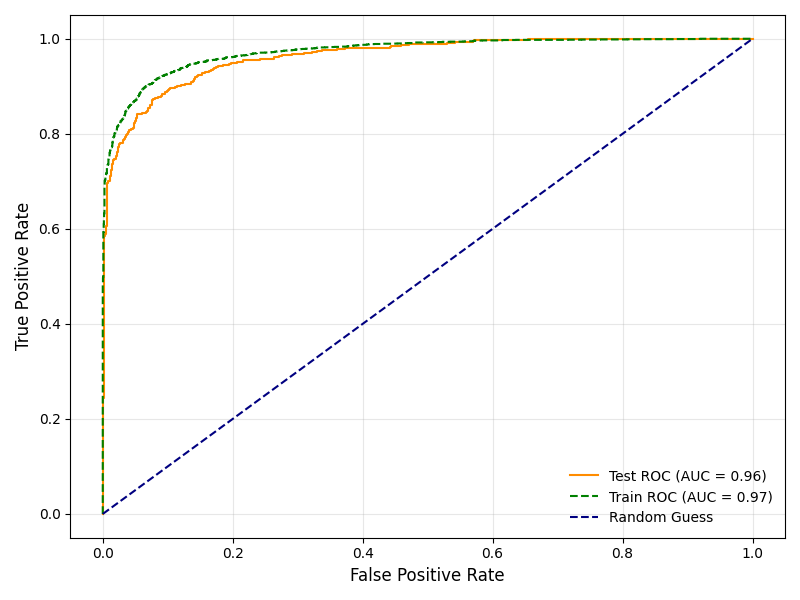 1.0
0.8
0.6
0.4
0.2
0.0
True Positive Rate
Test ROC (AUC = 0.96)
Train ROC (AUC = 0.97)
Random Guess
0.0 0.2 0.4 0.6 0.8 1.0
False Positive Rate